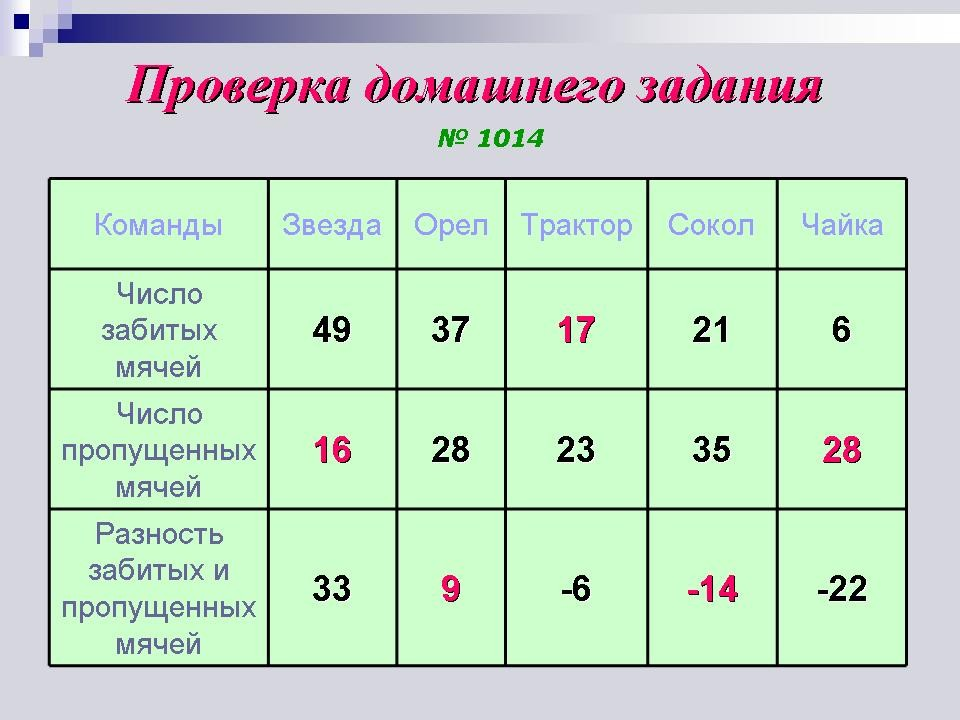 Проверка домашнего задания
№ 1014
Команды Звезда Орел Трактор Сокол Чайка
Число
забитых
мячей
49 37 17 21 6
Число
пропущенных
мячей
16 28 23 35 28
Разность
забитых и
пропущенных
мячей
33 9 -6 -14 -22